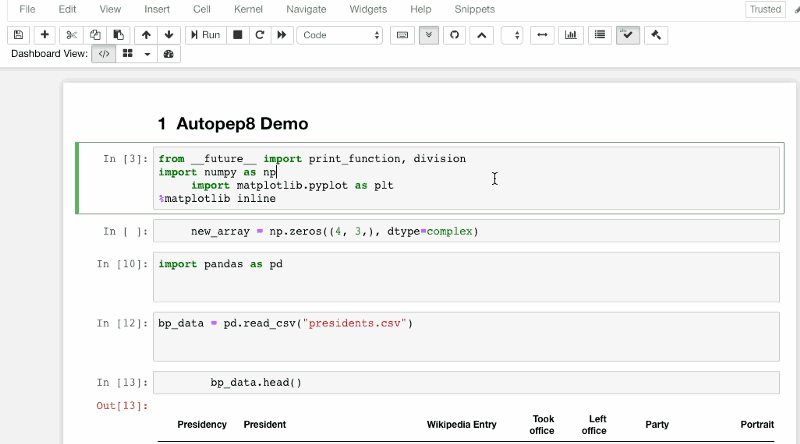 File Edit View Insert Cell Kernel Navigate Widgets Help Snippets Trusted
Run Code
Dashboard View: </>
1 Autopep8 Demo
In [3]: from __future__ import print_function, division
import numpy as np
import matplotlib.pyplot as plt
%matplotlib inline
In [ ]: new_array = np.zeros((4, 3,), dtype=complex)
In [10]: import pandas as pd
In [12]: bp_data = pd.read_csv("presidents.csv")
In [13]: bp_data.head()
Out[13]:
Presidency President Wikipedia Entry Took office Left office Party Portrait